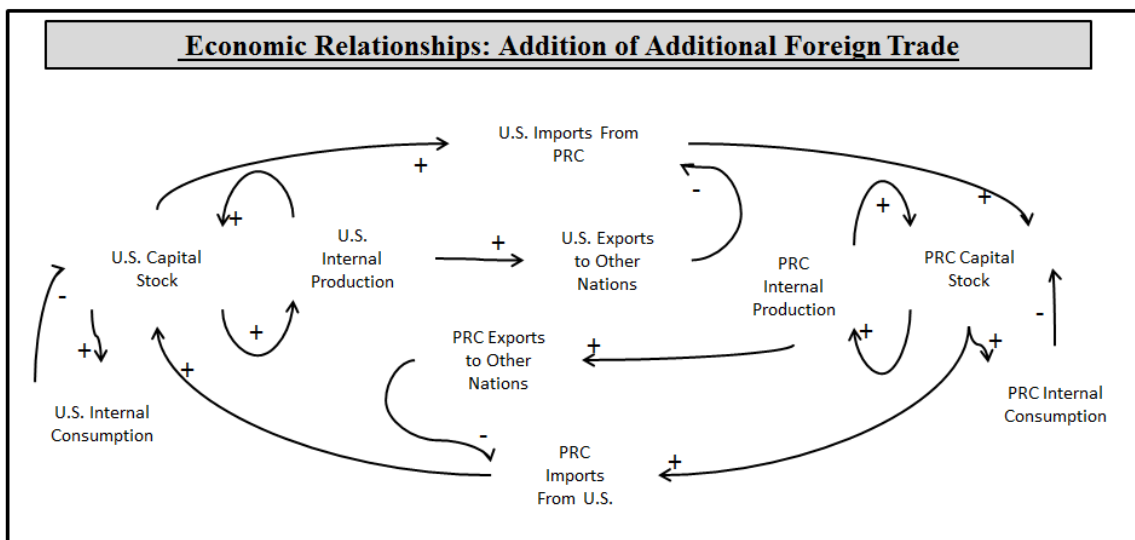 Economic Relationships: Addition of Additional Foreign Trade
U.S. Imports From
PRC
+
-
+
+
+
U.S.
Internal
Production
+
U.S. Exports
to Other
Nations
U.S. Capital
Stock
PRC
Internal
Production
PRC Capital
Stock
-
+
+
PRC Exports
to Other
Nations
+
+
+
-
+
U.S. Internal
Consumption
PRC Internal
Consumption
-
PRC
Imports
From U.S.
+